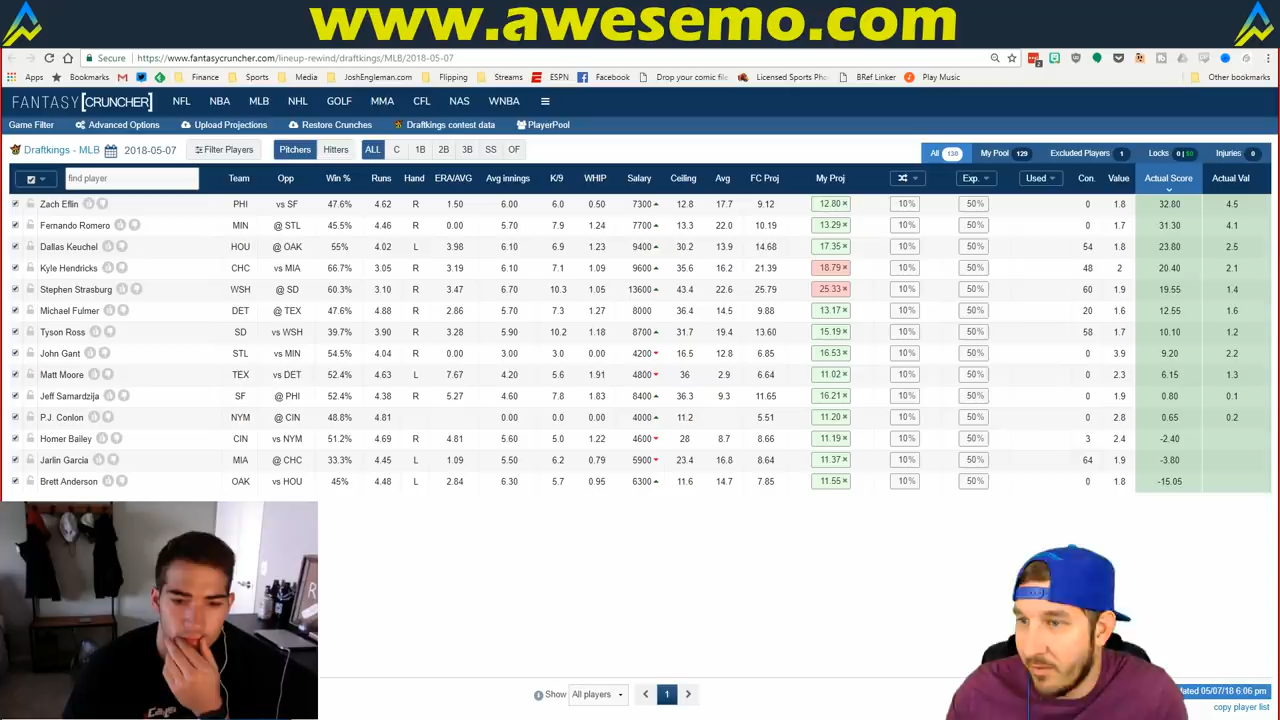 www.awesemo.com
Secure https://www.fantasycruncher.com/lineup-rewind/draftkings/MLB/2018-05-07
Apps Bookmarks Finance Sports Media JoshEngleman.com Flipping Streams ESPN Facebook Drop your comic file Licensed Sports Pho BRef Linker Play Music Other Bookmarks
FANTASY [CRUNCHER] NFL NBA MLB NHL GOLF MMA CFL NAS WNBA
Game Filter Advanced Options Upload Projections Restore Crunches Draftkings contest data PlayerPool
Draftkings - MLB 2018-05-07 Filter Players Pitchers Hitters ALL C 1B 2B 3B SS OF All 138 My Pool 129 Excluded Players 1 Locks 0 | $0 Injuries 0
find player Team Opp Win % Runs Hand ERA/AVG Avg innings K/9 WHIP Salary Ceiling Avg FC Proj My Proj Exp. Used Con. Value Actual Score Actual Val
Zach Eflin PHI vs SF 47.6% 4.62 R 1.50 6.00 6.0 0.50 7300 12.8 17.7 9.12 12.80 × 10% 50% 0 1.8 32.80 4.5
Fernando Romero MIN @ STL 45.5% 4.46 R 0.00 5.70 7.9 1.24 7700 13.3 22.0 10.19 13.29 × 10% 50% 0 1.7 31.30 4.1
Dallas Keuchel HOU @ OAK 55% 4.02 L 3.98 6.10 6.9 1.23 9400 30.2 13.9 14.68 17.35 × 10% 50% 54 1.8 23.80 2.5
Kyle Hendricks CHC vs MIA 66.7% 3.05 R 3.19 6.10 7.1 1.09 9600 35.6 16.2 21.39 18.79 × 10% 50% 48 2 20.40 2.1
Stephen Strasburg WSH @ SD 60.3% 3.10 R 3.47 6.70 10.3 1.05 13600 43.4 22.6 25.79 25.33 × 10% 50% 60 1.9 19.55 1.4
Michael Fulmer DET @ TEX 47.6% 4.88 R 2.86 5.70 7.3 1.27 8000 36.4 14.5 9.88 13.17 × 10% 50% 20 1.6 12.55 1.6
Tyson Ross SD vs WSH 39.7% 3.90 R 3.28 5.90 10.2 1.18 8700 31.7 19.4 13.60 15.19 × 10% 50% 58 1.7 10.10 1.2
John Gant STL vs MIN 54.5% 4.04 R 0.00 3.00 3.0 0.00 4200 16.5 12.8 6.85 16.53 × 10% 50% 0 3.9 9.20 2.2
Matt Moore TEX vs DET 52.4% 4.63 L 7.67 4.20 5.6 1.91 4800 36 2.9 6.64 11.02 × 10% 50% 0 2.3 6.15 1.3
Jeff Samardzija SF @ PHI 52.4% 4.38 R 5.27 4.60 7.8 1.83 8400 36.3 9.3 11.65 16.21 × 10% 50% 0 1.9 0.80 0.1
P.J. Conlon NYM @ CIN 48.8% 4.81 0.00 0.0 0.00 4000 11.2 5.51 11.20 × 10% 50% 0 2.8 0.65 0.2
Homer Bailey CIN vs NYM 51.2% 4.69 R 4.81 5.60 5.0 1.22 4600 28 8.7 8.66 11.19 × 10% 50% 3 2.4 -2.40
Jarlin Garcia MIA @ CHC 33.3% 4.45 L 1.09 5.50 6.2 0.79 5900 23.4 16.8 8.64 11.37 × 10% 50% 64 1.9 -3.80
Brett Anderson OAK vs HOU 45% 4.48 L 2.84 6.30 5.7 0.95 6300 11.6 14.7 7.85 11.55 × 10% 50% 0 1.8 -15.05
Show All players 1
05/07/18 6:06 pm
copy player list